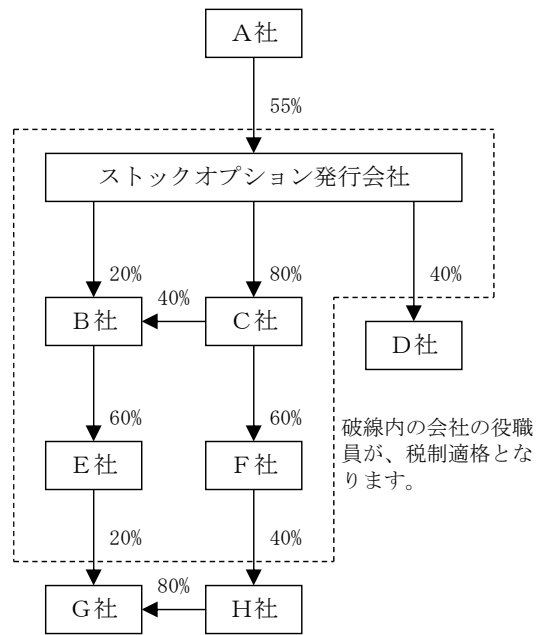 A社
55%
ストックオプション発行会社
20%
80%
40%
40%
B社
C社
D社
60%
60%
破線内の会社の役職
員が、税制適格とな
ります。
E社
F社
20%
40%
80%
G社
H社